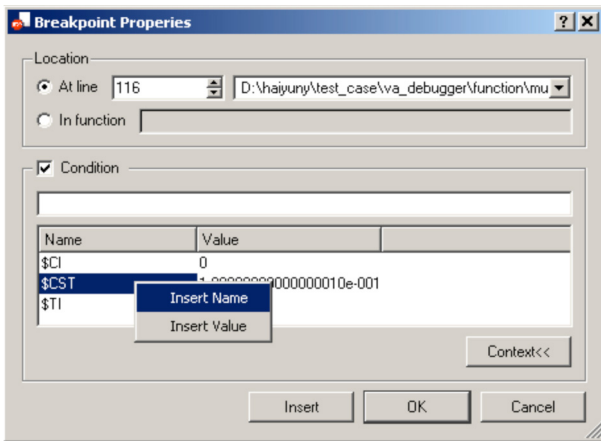 Breakpoint Properies
Location
At line 116 D:\haiyuny\test_case\va_debugger\function\mu
In function
Condition
Name Value
$CI 0
$CST
$TI
Insert Name
Insert Value
Context<<
Insert OK Cancel